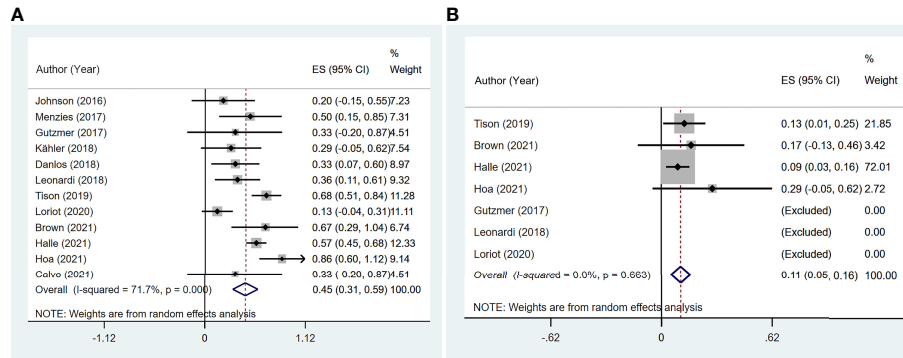 A
%
Author (Year) ES (95% CI) Weight
Johnson (2016) 0.20 (-0.15, 0.55)7.23
Menzies (2017) 0.50 (0.15, 0.85) 7.31
Gutzmer (2017) 0.33 (-0.20, 0.87)4.51
Kähler (2018) 0.29 (-0.05, 0.62)7.54
Danlos (2018) 0.33 (0.07, 0.60) 8.97
Leonardi (2018) 0.36 (0.11, 0.61) 9.32
Tison (2019) 0.68 (0.51, 0.84)11.28
Loriot (2020) 0.13 (-0.04, 0.31)11.11
Brown (2021) 0.67 (0.29, 1.04) 6.74
Halle (2021) 0.57 (0.45, 0.68) 12.33
Hoa (2021) 0.86 (0.60, 1.12) 9.14
Calvo (2021) 0.33 (-0.20, 0.87)4.51
Overall (I-squared = 71.7%, p = 0.000) 0.45 (0.31, 0.59) 100.00
NOTE: Weights are from random effects analysis
-1.12 0 1.12
B
%
Author (Year) ES (95% CI) Weight
Tison (2019) 0.13 (0.01, 0.25) 21.85
Brown (2021) 0.17 (-0.13, 0.46) 3.42
Halle (2021) 0.09 (0.03, 0.16) 72.01
Hoa (2021) 0.29 (-0.05, 0.62) 2.72
Gutzmer (2017) (Excluded) 0.00
Leonardi (2018) (Excluded) 0.00
Loriot (2020) (Excluded) 0.00
Overall (I-squared = 0.0%, p = 0.663) 0.11 (0.05, 0.16) 100.00
NOTE: Weights are from random effects analysis
-.62 0 .62